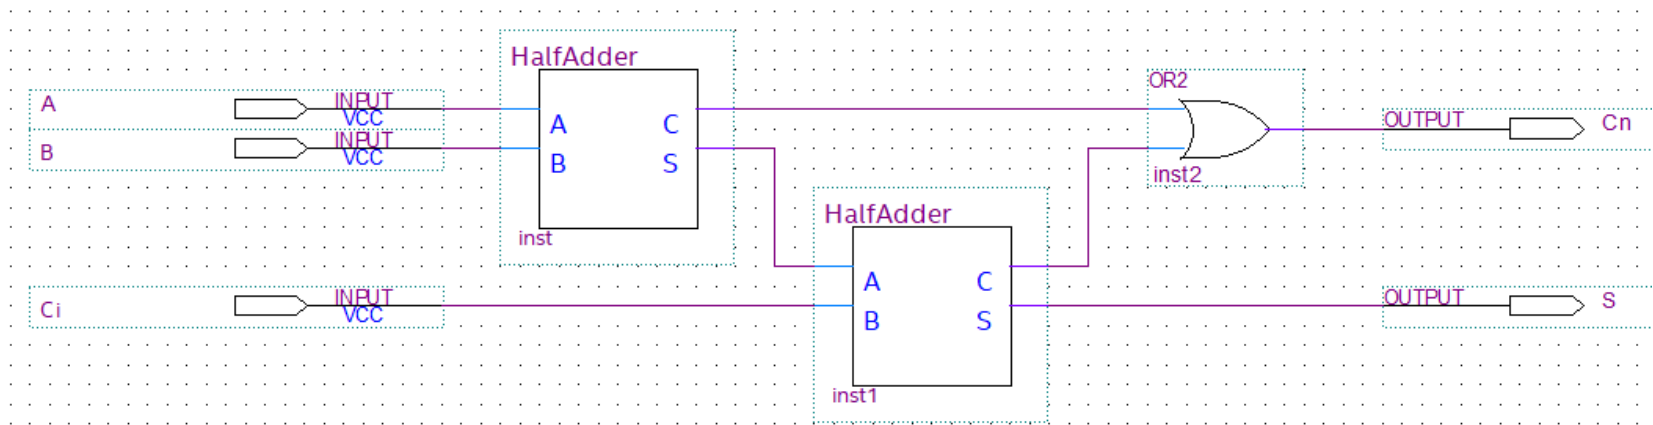 HalfAdder
OR2
A
INPUT
VCC
A
C
OUTPUT
Cn
B
INPUT
VCC
B
S
inst2
HalfAdder
inst
A
C
Ci
INPUT
VCC
B
S
OUTPUT
S
inst1